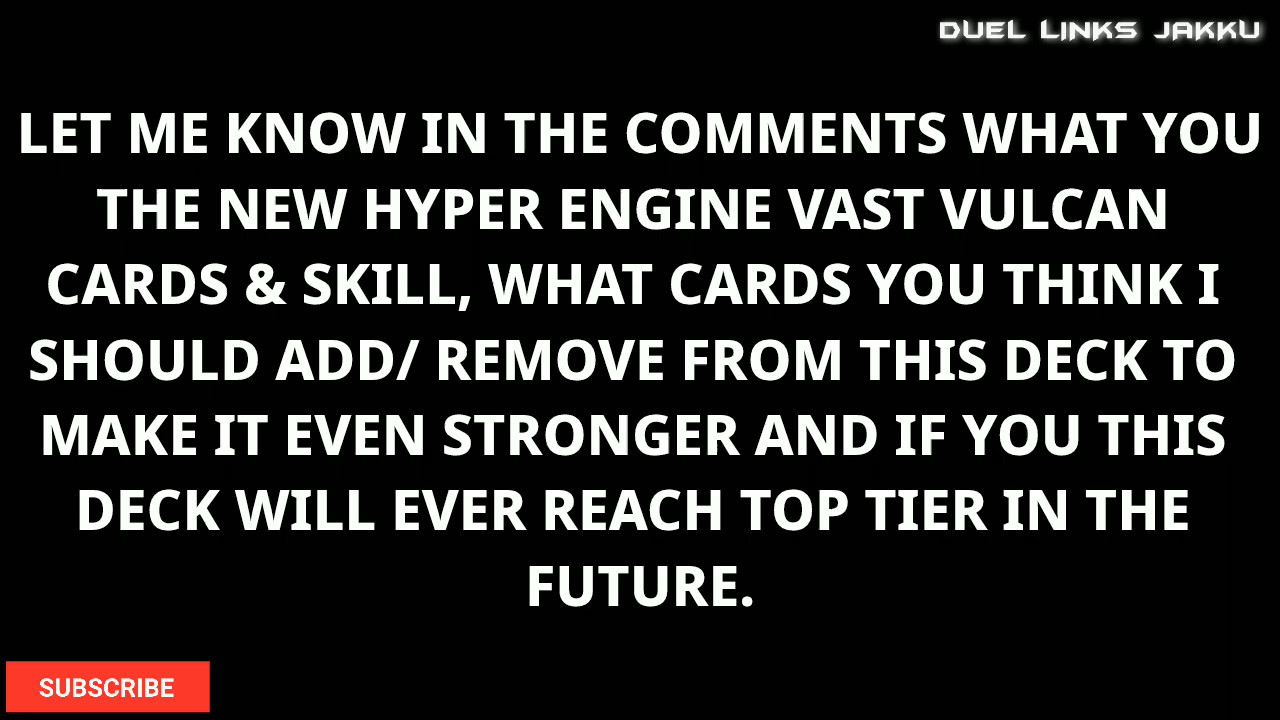 DUEL LINKS JAKKU
LET ME KNOW IN THE COMMENTS WHAT YOU
THE NEW HYPER ENGINE VAST VULCAN
CARDS & SKILL, WHAT CARDS YOU THINK I
SHOULD ADD/ REMOVE FROM THIS DECK TO
MAKE IT EVEN STRONGER AND IF YOU THIS
DECK WILL EVER REACH TOP TIER IN THE
FUTURE.
SUBSCRIBE